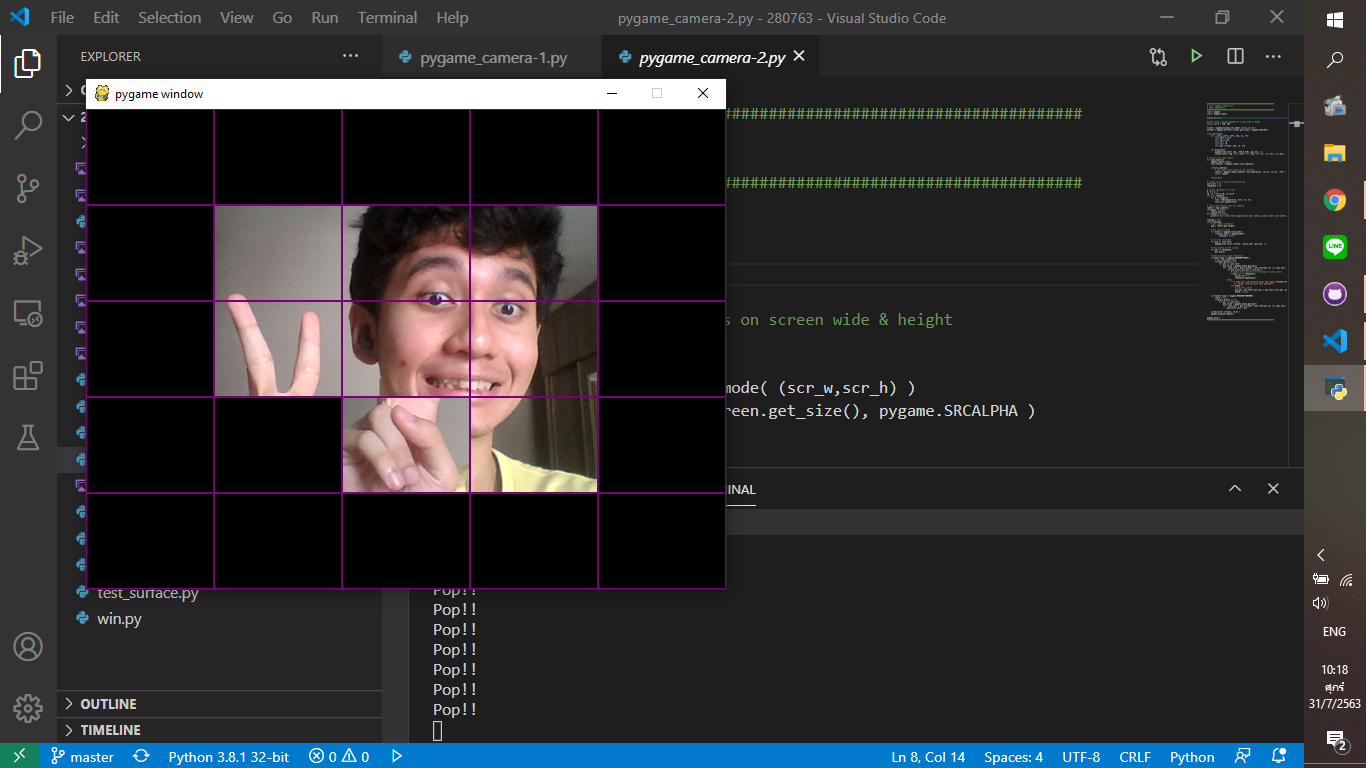 File Edit Selection View Go Run Terminal Help
pygame_camera-2.py - 280763 - Visual Studio Code
EXPLORER
pygame_camera-1.py
pygame_camera-2.py
pygame window
##########################################
##########################################
s on screen wide & height
mode( (scr_w,scr_h) )
reen.get_size(), pygame.SRCALPHA )
INAL
test_surface.py
win.py
Pop!!
Pop!!
Pop!!
Pop!!
Pop!!
Pop!!
Pop!!
OUTLINE
TIMELINE
master
Python 3.8.1 32-bit
0
0
Ln 8, Col 14
Spaces: 4
UTF-8
CRLF
Python
LINE
ENG
10:18
ศุกร์
31/7/2563
2